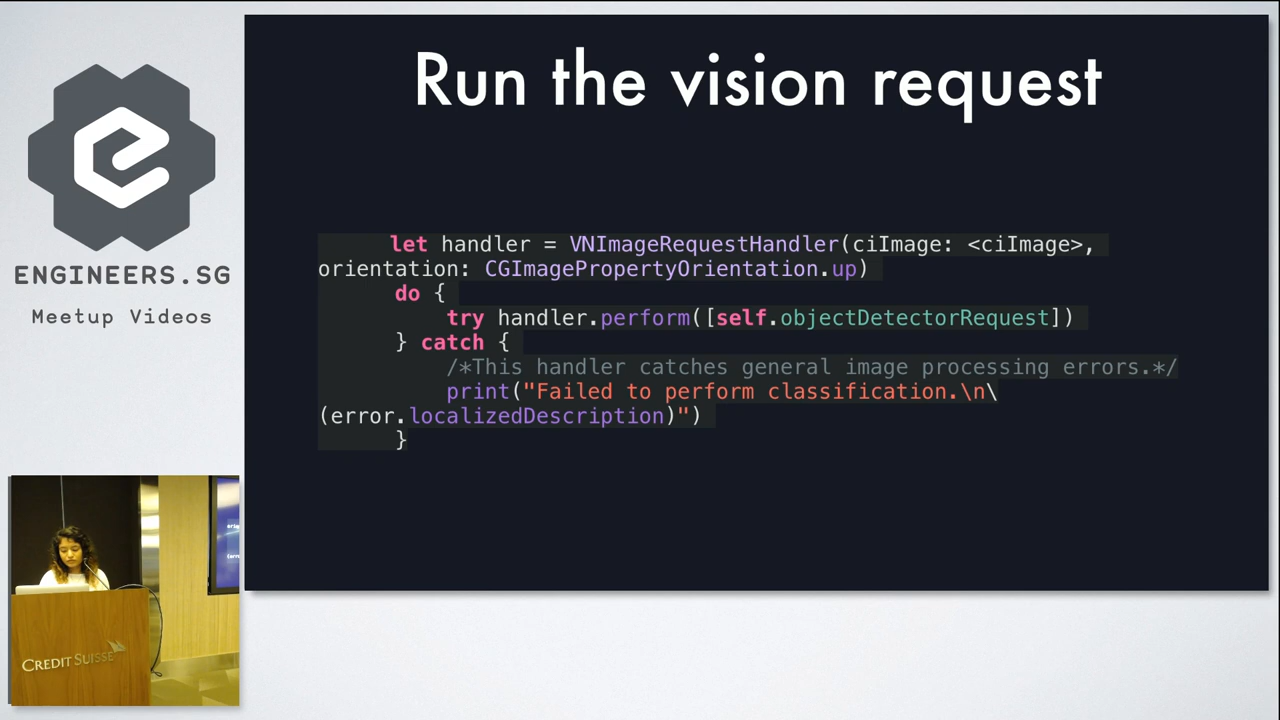 Run the vision request
let handler = VNImageRequestHandler(ciImage: <ciImage>,
orientation: CGImagePropertyOrientation.up)
do {
try handler.perform([self.objectDetectorRequest])
} catch {
/*This handler catches general image processing errors.*/
print("Failed to perform classification.\n\
(error.localizedDescription)")
}
ENGINEERS.SG
Meetup Videos
CREDIT SUISSE